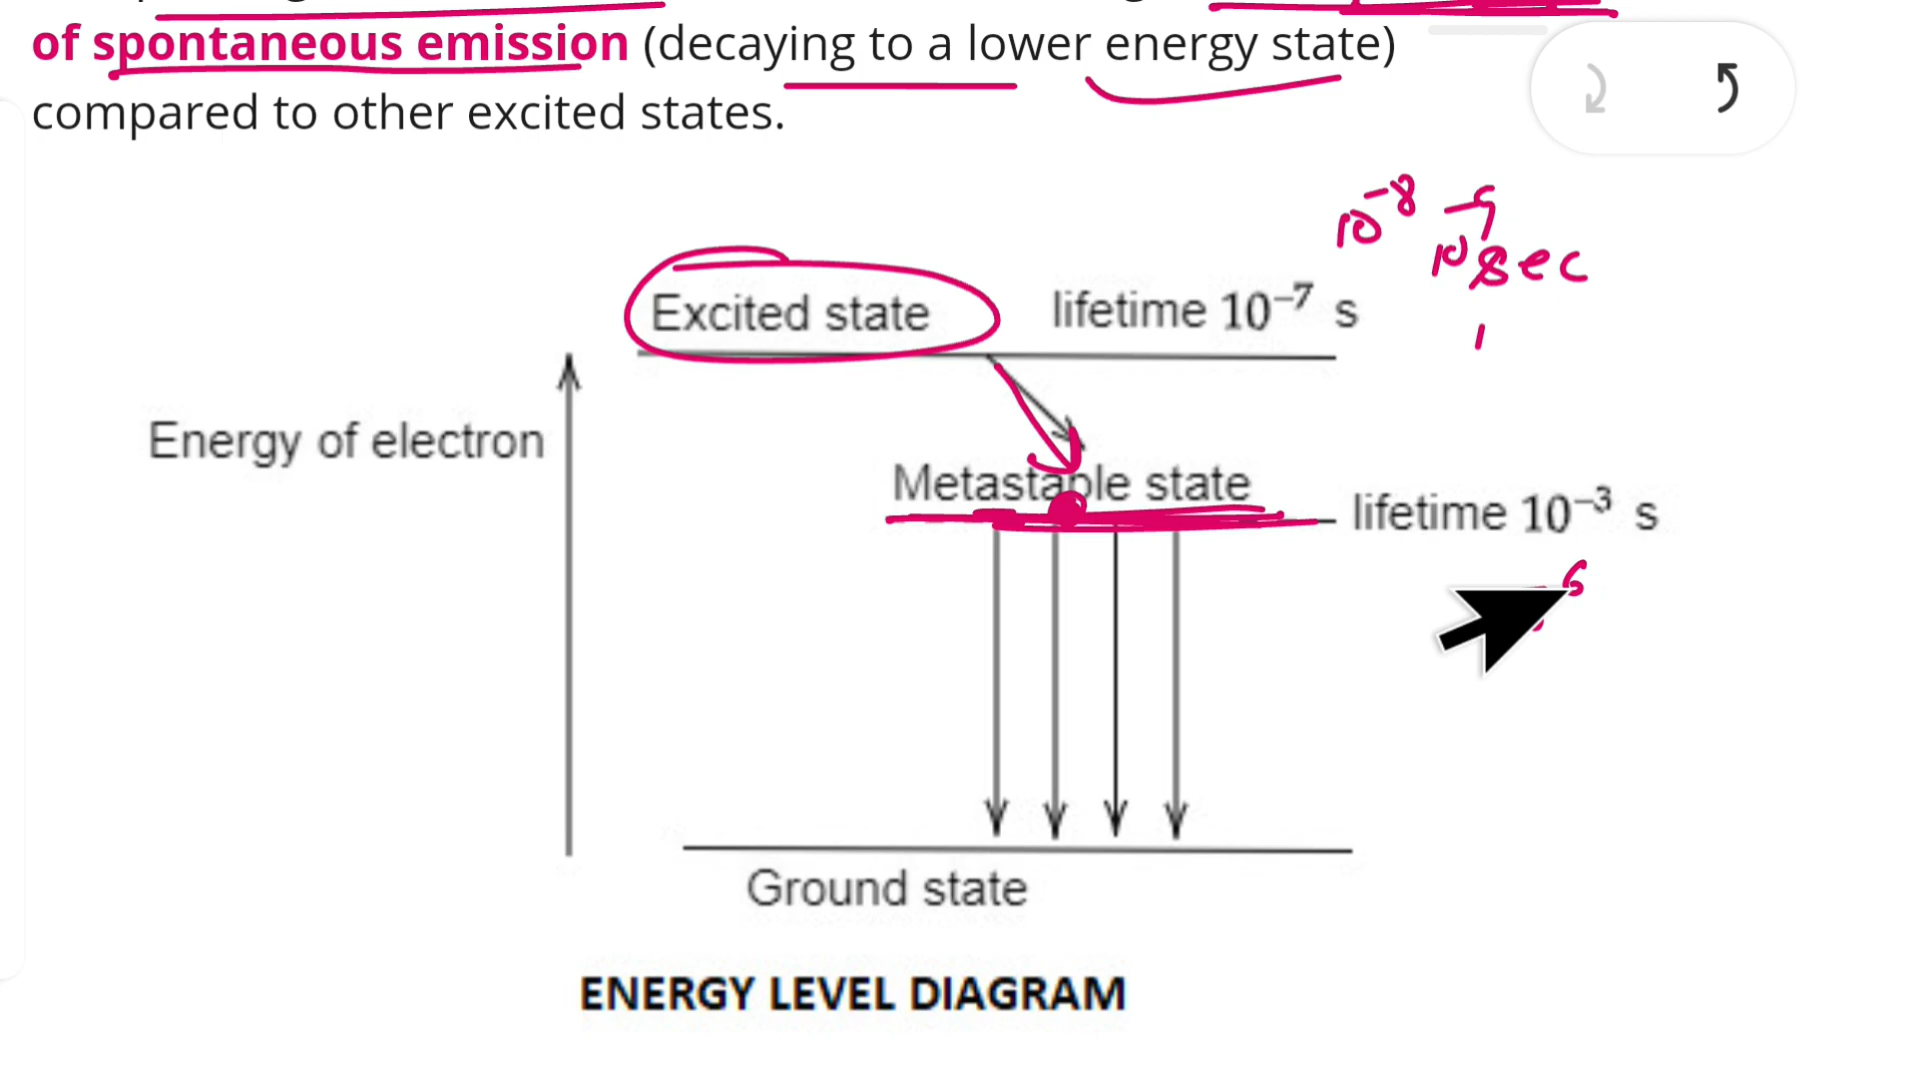 of spontaneous emission (decaying to a lower energy state)
compared to other excited states.
10⁻⁸ 10⁻⁹ sec
Excited state lifetime 10⁻⁷ s
Energy of electron
Metastable state lifetime 10⁻³ s
Ground state
ENERGY LEVEL DIAGRAM